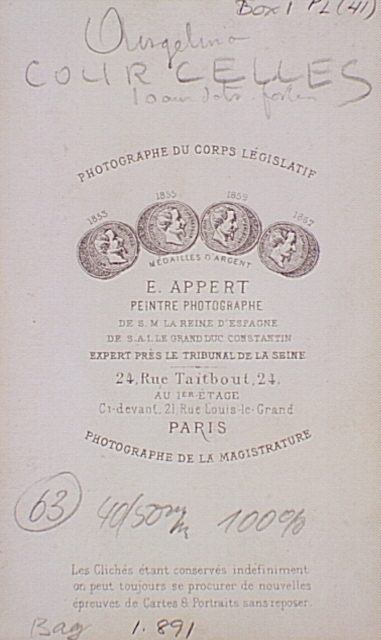 Box 1 PL(41)
COURCELLES
PHOTOGRAPHE DU CORPS LÉGISLATIF
1855 1855 1859 1867
MÉDAILLES D'ARGENT
E. APPERT
PEINTRE PHOTOGRAPHE
DE S. M LA REINE D'ESPAGNE
DE S.A.I. LE GRAND DUC CONSTANTIN
EXPERT PRÈS LE TRIBUNAL DE LA SEINE
24, Rue Taitbout, 24.
AU 1ER ETAGE
Ci-devant, 21, Rue Louis-le-Grand
PARIS
PHOTOGRAPHE DE LA MAGISTRATURE
63 40/50 100%
Les Clichés étant conservés indéfiniment
on peut toujours se procurer de nouvelles
épreuves de Cartes & Portraits sans reposer.
Bag 1.891